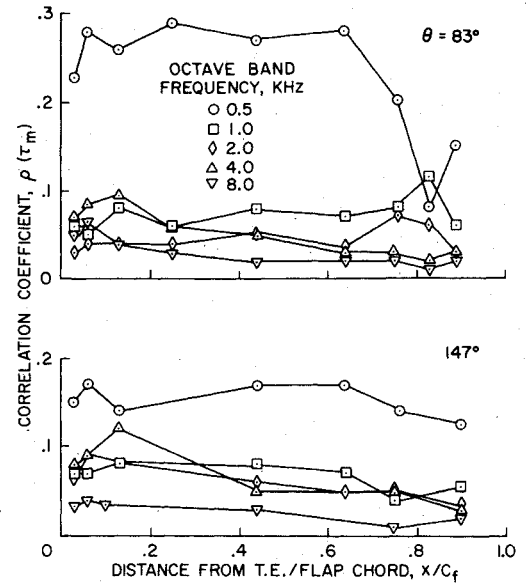 .3
θ = 83°
OCTAVE BAND
FREQUENCY, KHz
0.5
1.0
2.0
4.0
8.0
.2
.1
0
CORRELATION COEFFICIENT, ρ (τm)
.2
147°
.1
0 .2 .4 .6 .8 1.0
DISTANCE FROM T.E./FLAP CHORD, X/Cf